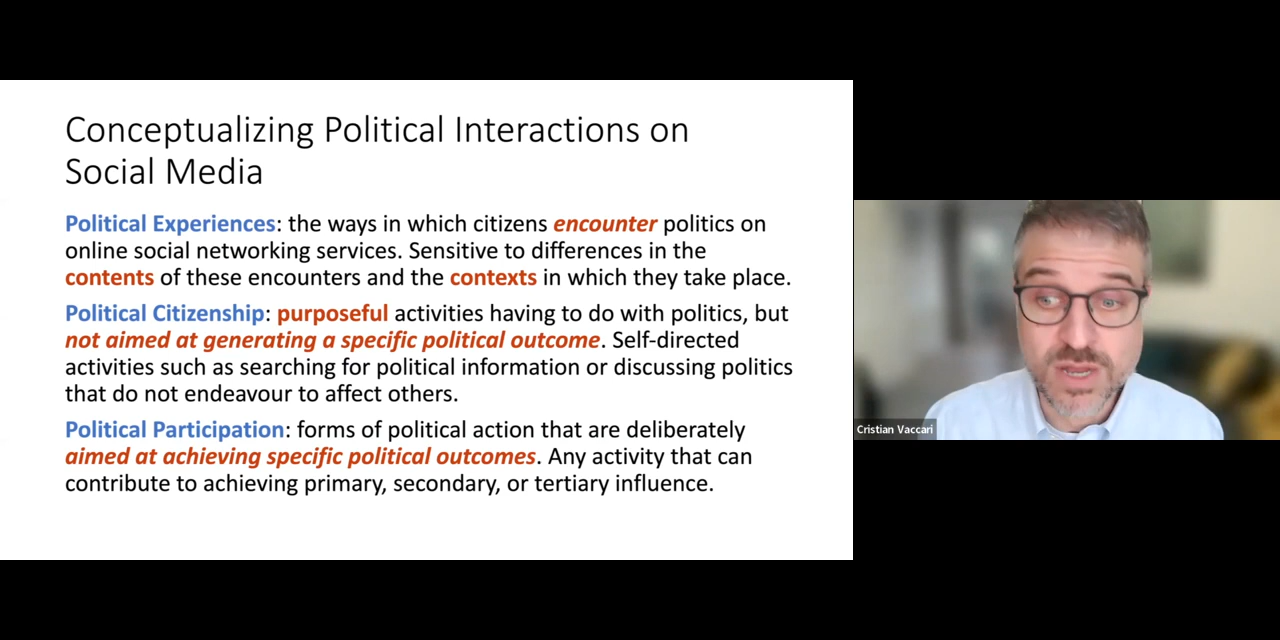 Conceptualizing Political Interactions on
Social Media
Political Experiences: the ways in which citizens encounter politics on
online social networking services. Sensitive to differences in the
contents of these encounters and the contexts in which they take place.
Political Citizenship: purposeful activities having to do with politics, but
not aimed at generating a specific political outcome. Self-directed
activities such as searching for political information or discussing politics
that do not endeavour to affect others.
Political Participation: forms of political action that are deliberately
aimed at achieving specific political outcomes. Any activity that can
contribute to achieving primary, secondary, or tertiary influence.
Cristian Vaccari